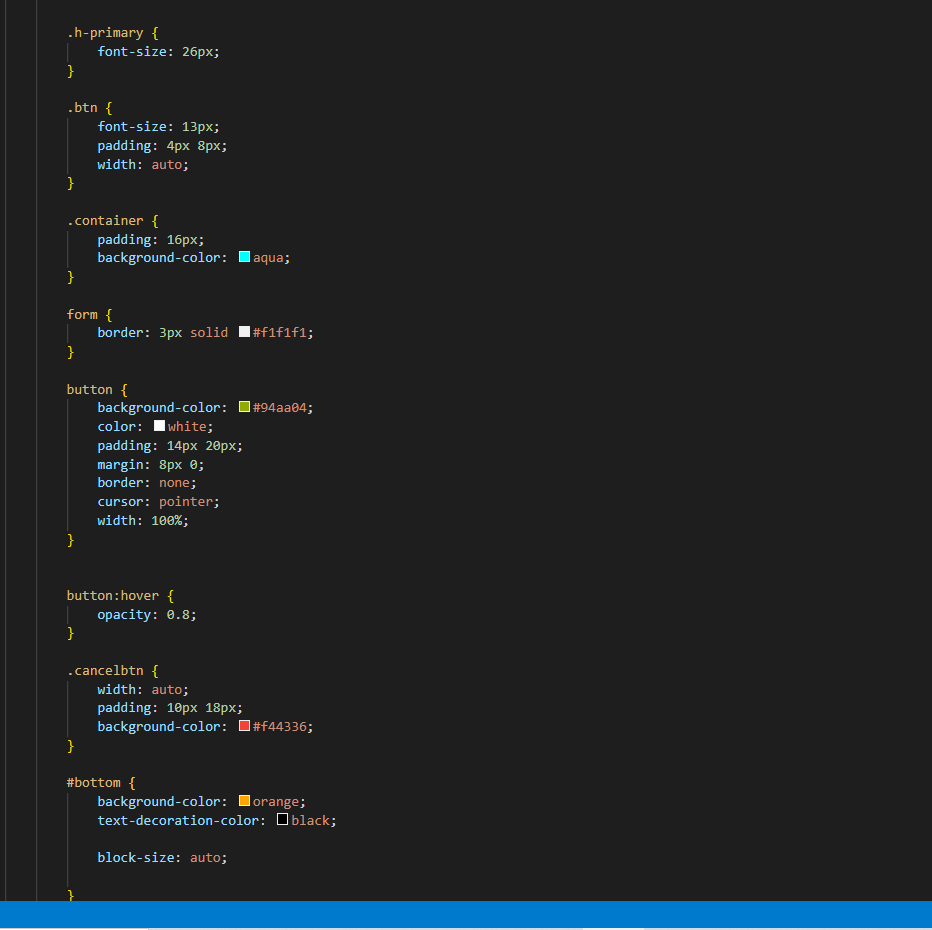 .h-primary {
font-size: 26px;
}
.btn {
font-size: 13px;
padding: 4px 8px;
width: auto;
}
.container {
padding: 16px;
background-color: aqua;
}
form {
border: 3px solid #f1f1f1;
}
button {
background-color: #94aa04;
color: white;
padding: 14px 20px;
margin: 8px 0;
border: none;
cursor: pointer;
width: 100%;
}
button:hover {
opacity: 0.8;
}
.cancelbtn {
width: auto;
padding: 10px 18px;
background-color: #f44336;
}
#bottom {
background-color: orange;
text-decoration-color: black;
block-size: auto;
}